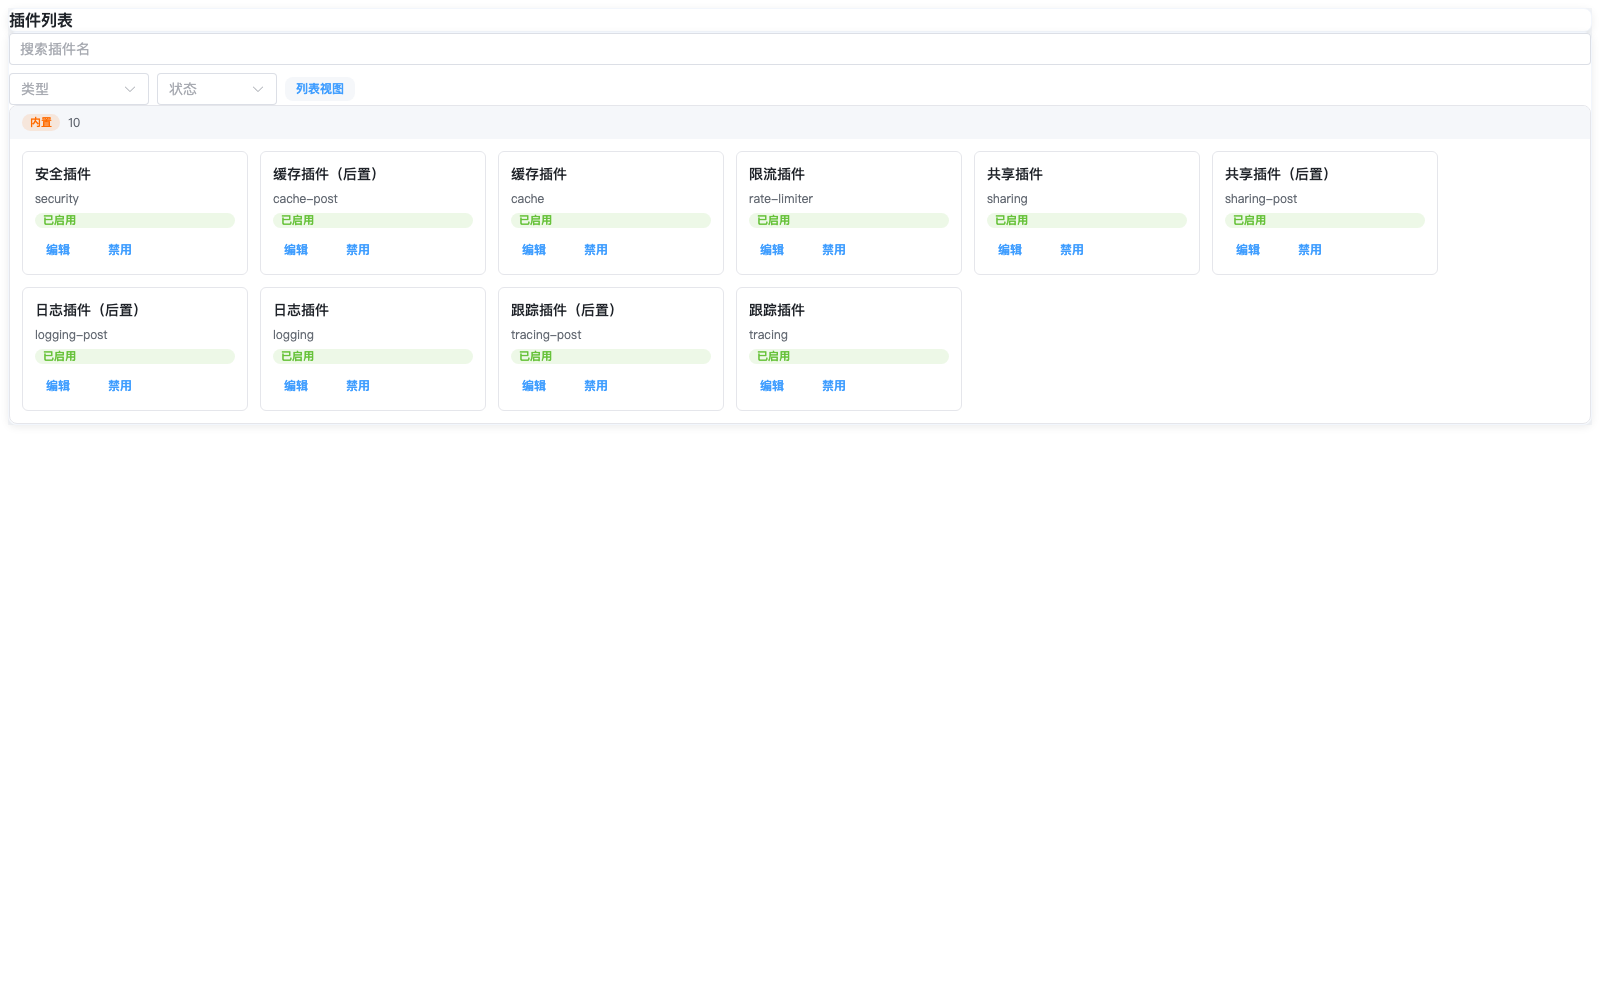 插件列表
搜索插件名
类型 状态 列表视图
内置 10
安全插件 缓存插件（后置） 缓存插件 限流插件 共享插件 共享插件（后置）
security cache-post cache rate-limiter sharing sharing-post
已启用 已启用 已启用 已启用 已启用 已启用
编辑 禁用 编辑 禁用 编辑 禁用 编辑 禁用 编辑 禁用 编辑 禁用
日志插件（后置） 日志插件 跟踪插件（后置） 跟踪插件
logging-post logging tracing-post tracing
已启用 已启用 已启用 已启用
编辑 禁用 编辑 禁用 编辑 禁用 编辑 禁用